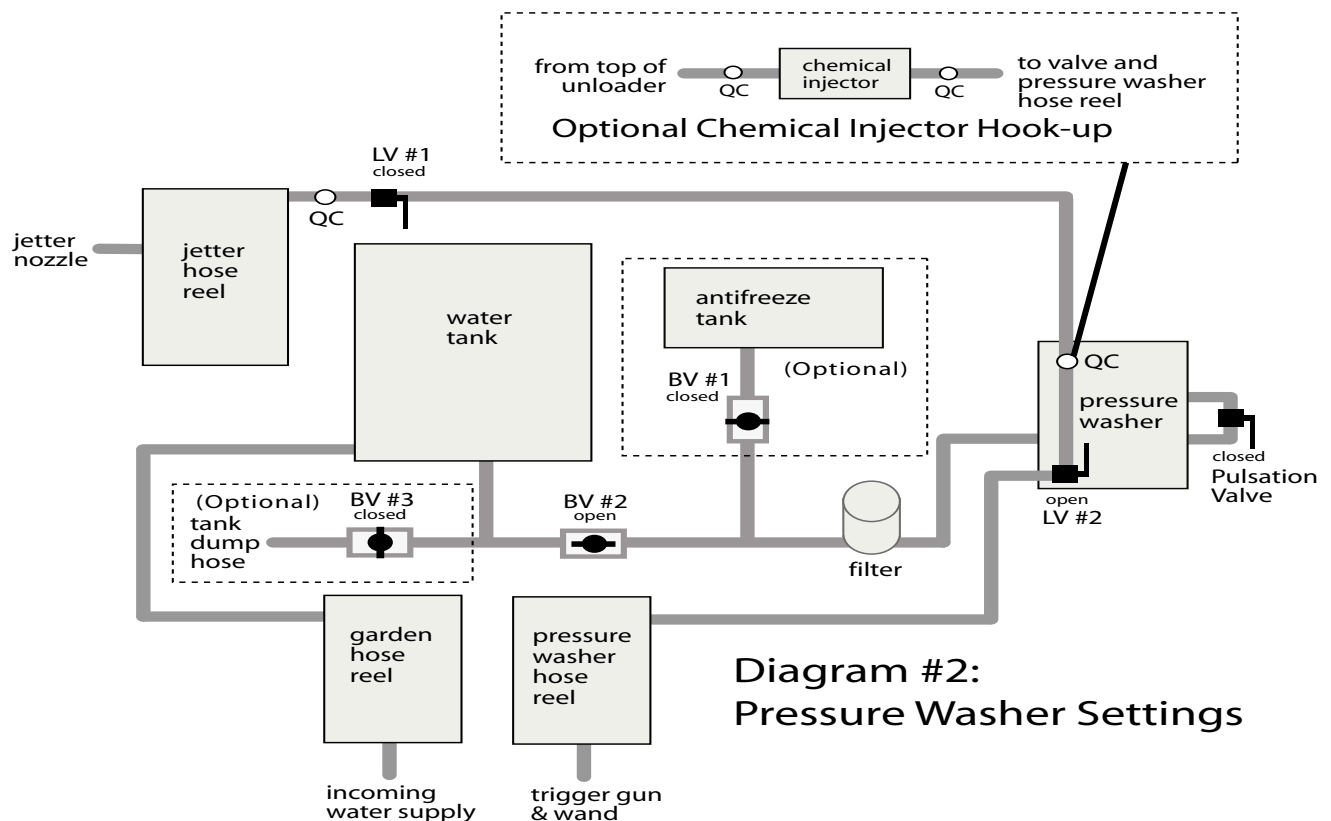 from top of
unloader
QC
chemical
injector
QC
to valve and
pressure washer
hose reel
Optional Chemical Injector Hook-up
LV #1
closed
QC
jetter
nozzle
jetter
hose
reel
water
tank
antifreeze
tank
(Optional)
BV #1
closed
QC
pressure
washer
closed
Pulsation
Valve
open
LV #2
(Optional)
tank
dump
hose
BV #3
closed
BV #2
open
filter
garden
hose
reel
pressure
washer
hose
reel
incoming
water supply
trigger gun
& wand
Diagram #2:
Pressure Washer Settings